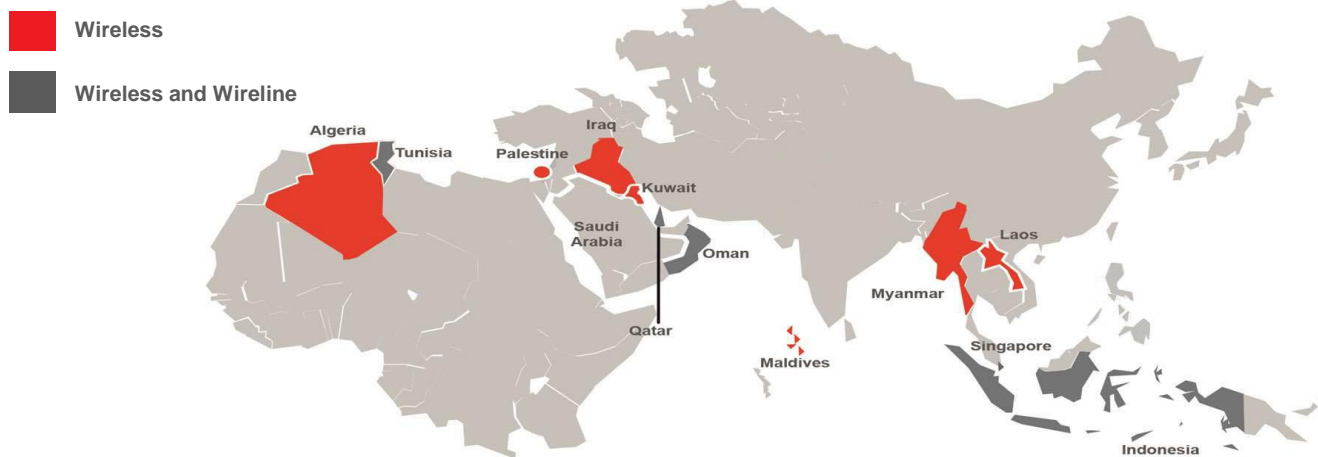 Wireless
Wireless and Wireline
Algeria
Tunisia
Palestine
Iraq
Kuwait
Saudi
Arabia
Oman
Qatar
Maldives
Myanmar
Laos
Singapore
Indonesia